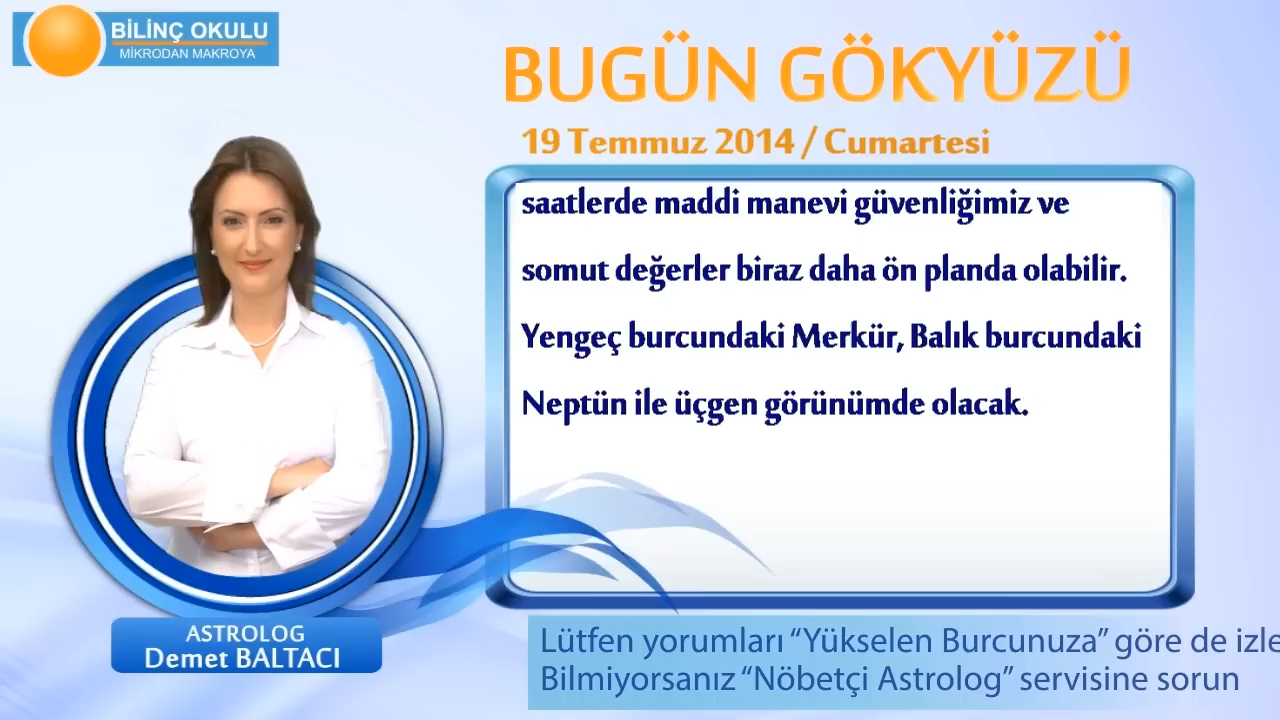 BİLİNÇ OKULU
MİKRODAN MAKROYA
BUGÜN GÖKYÜZÜ
19 Temmuz 2014 / Cumartesi
saatlerde maddi manevi güvenliğimiz ve
somut değerler biraz daha ön planda olabilir.
Yengeç burcundaki Merkür, Balık burcundaki
Neptün ile üçgen görünümde olacak.
ASTROLOG
Demet BALTACI
Lütfen yorumları “Yükselen Burcunuza” göre de izle
Bilmiyorsanız “Nöbetçi Astrolog” servisine sorun